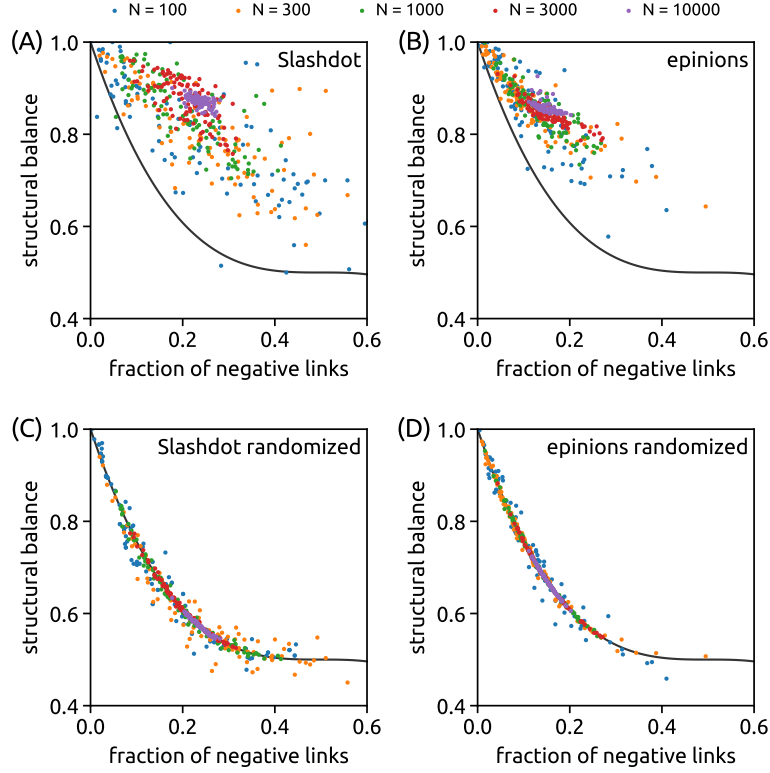 N = 100 N = 300 N = 1000 N = 3000 N = 10000
(A) Slashdot
structural balance
1.0
0.8
0.6
0.4
0.0 0.2 0.4 0.6
fraction of negative links
(B) epinions
structural balance
1.0
0.8
0.6
0.4
0.0 0.2 0.4 0.6
fraction of negative links
(C) Slashdot randomized
structural balance
1.0
0.8
0.6
0.4
0.0 0.2 0.4 0.6
fraction of negative links
(D) epinions randomized
structural balance
1.0
0.8
0.6
0.4
0.0 0.2 0.4 0.6
fraction of negative links